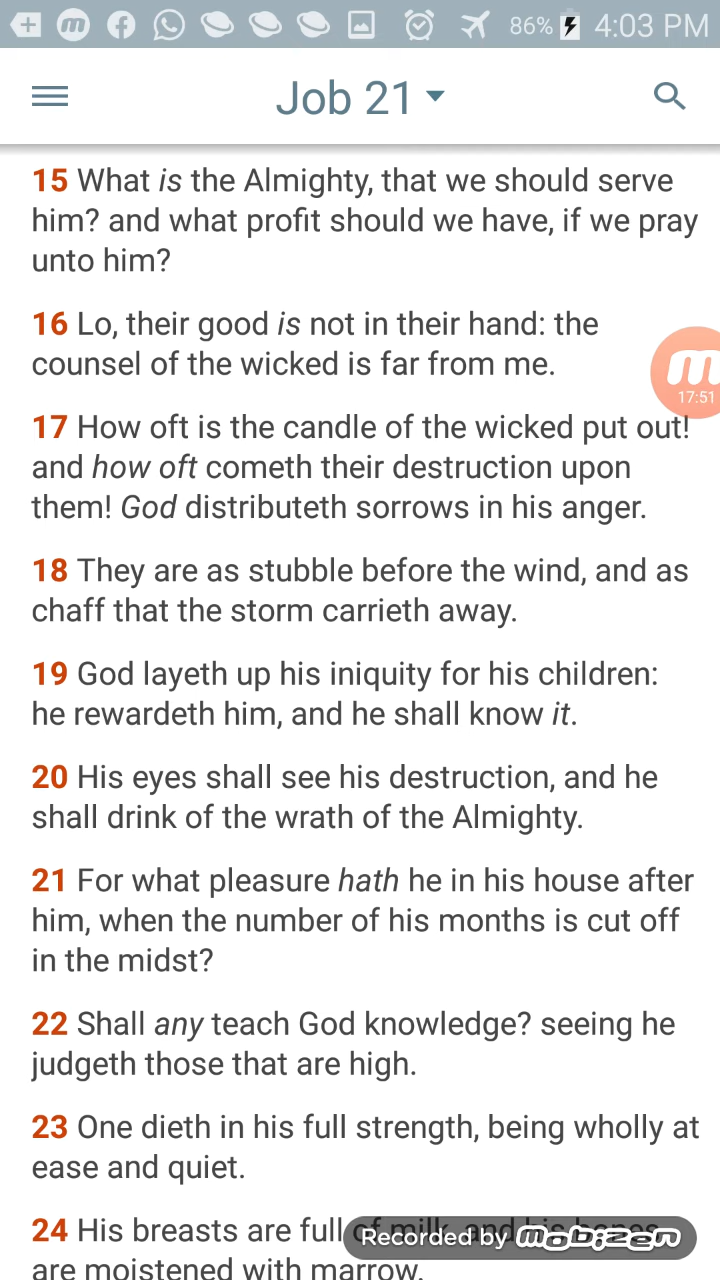 86% 4:03 PM
Job 21
15 What is the Almighty, that we should serve
him? and what profit should we have, if we pray
unto him?
16 Lo, their good is not in their hand: the
counsel of the wicked is far from me.
m
17:51
17 How oft is the candle of the wicked put out!
and how oft cometh their destruction upon
them! God distributeth sorrows in his anger.
18 They are as stubble before the wind, and as
chaff that the storm carrieth away.
19 God layeth up his iniquity for his children:
he rewardeth him, and he shall know it.
20 His eyes shall see his destruction, and he
shall drink of the wrath of the Almighty.
21 For what pleasure hath he in his house after
him, when the number of his months is cut off
in the midst?
22 Shall any teach God knowledge? seeing he
judgeth those that are high.
23 One dieth in his full strength, being wholly at
ease and quiet.
24 His breasts are full of milk, and his bones
Recorded by mobizen
are moistened with marrow.